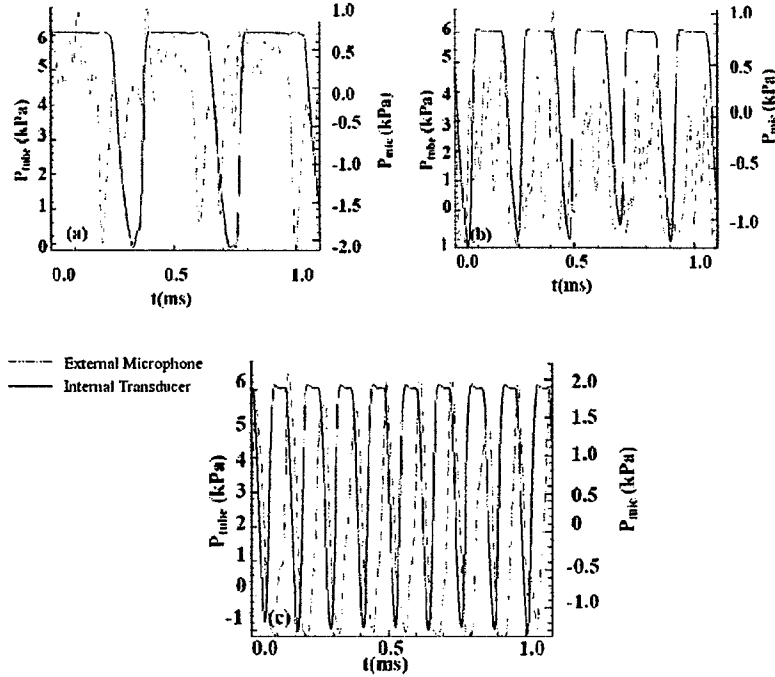 6
5
4
3
2
1
0
P_tube (kPa)
1.0
0.5
0.0
-0.5
-1.0
-1.5
-2.0
P_mic (kPa)
(a)
0.0 0.5 1.0
t(ms)
6
5
4
3
2
1
0
1
P_tube (kPa)
1.0
0.5
0.0
-0.5
-1.0
P_mic (kPa)
(b)
0.0 0.5 1.0
t(ms)
External Microphone
Internal Transducer
6
5
4
3
2
1
0
-1
P_tube (kPa)
2.0
1.5
1.0
0.5
0
-0.5
-1.0
P_mic (kPa)
(c)
0.0 0.5 1.0
t(ms)